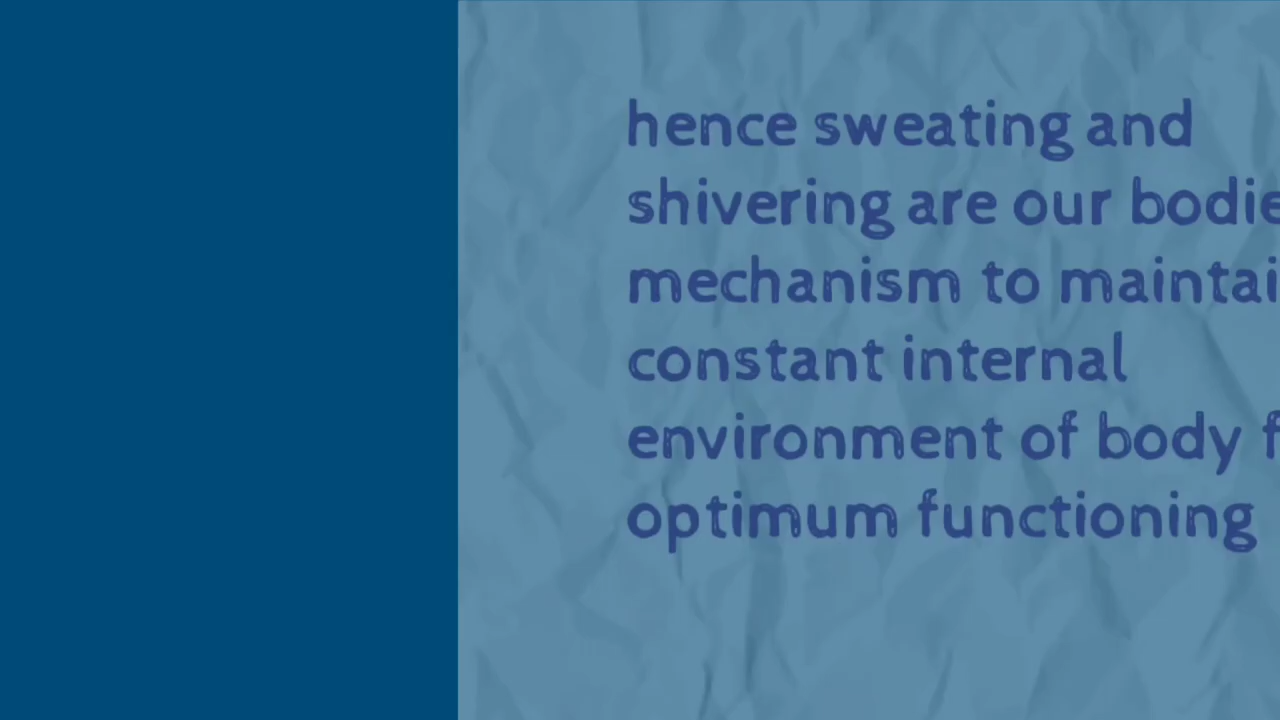 hence sweating and
shivering are our bodie
mechanism to maintai
constant internal
environment of body f
optimum functioning